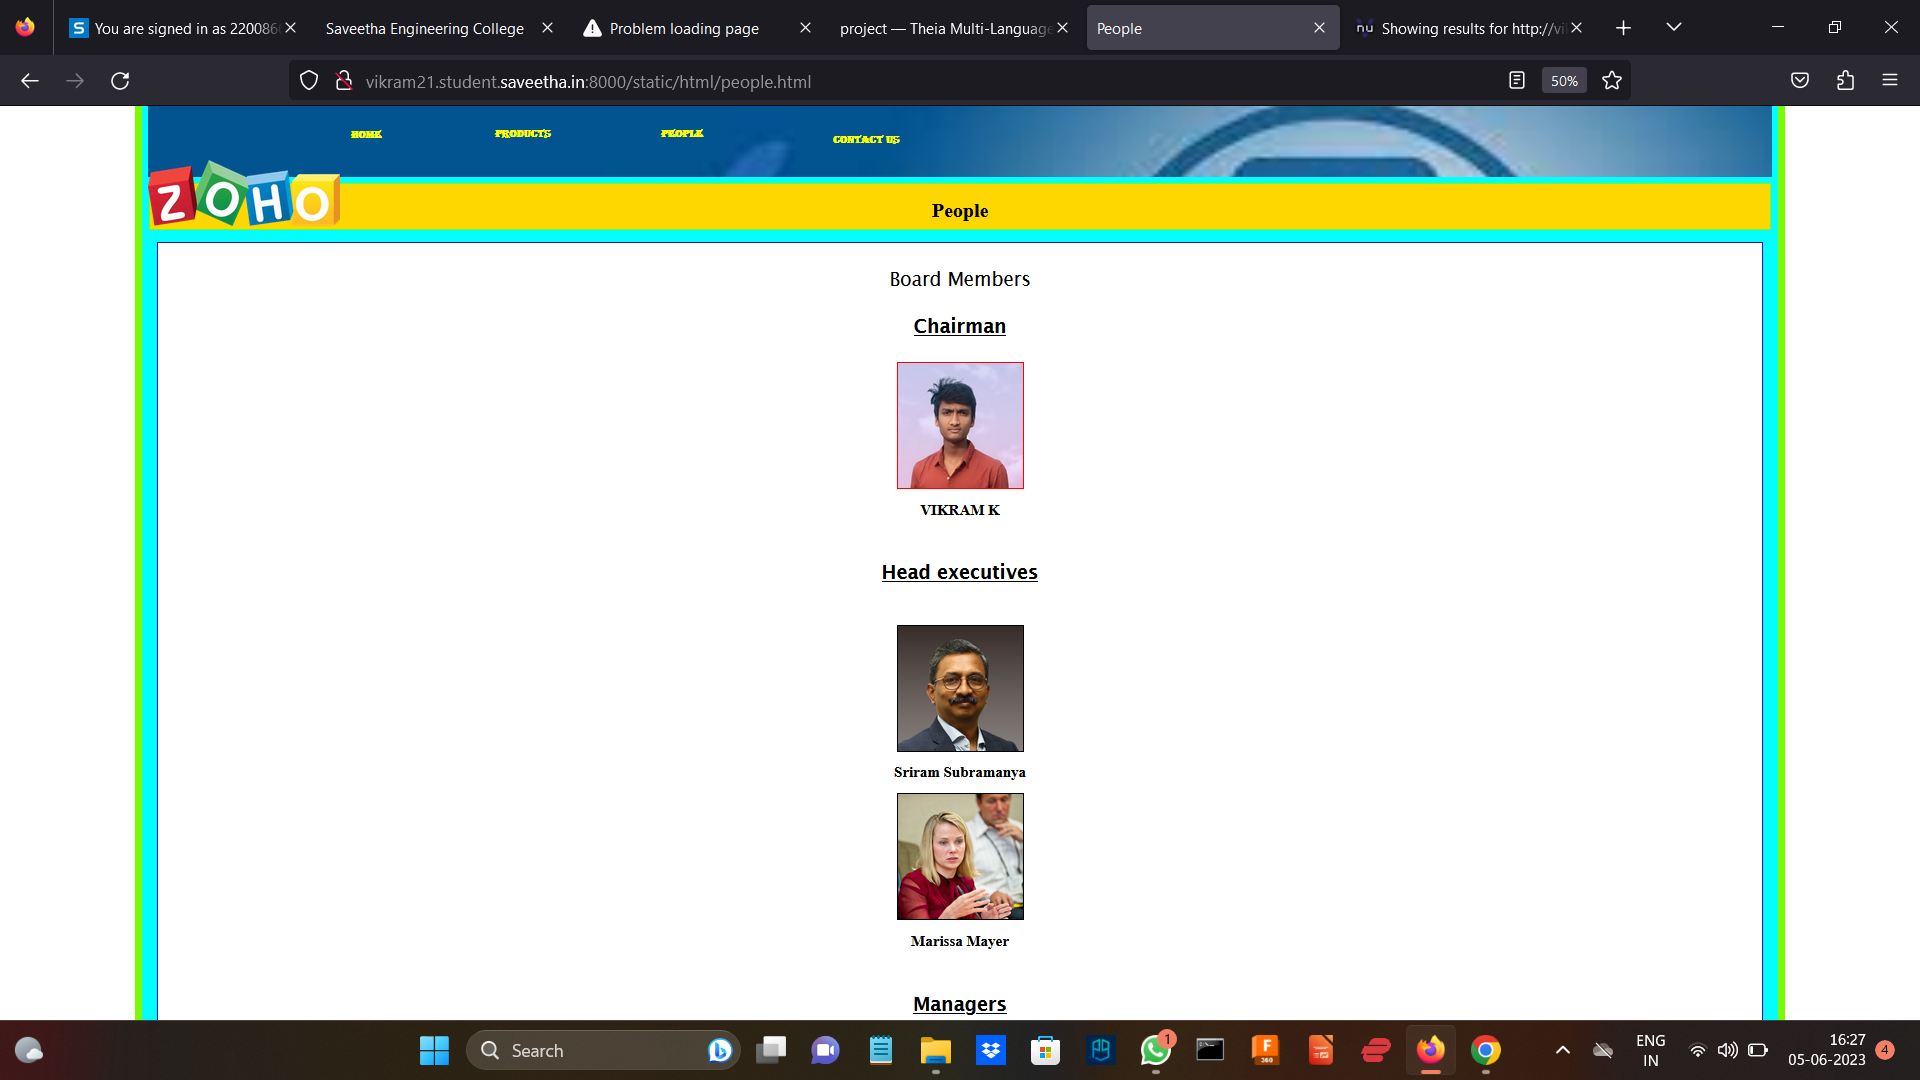 You are signed in as 220086
Saveetha Engineering College
Problem loading page
project — Theia Multi-Language
People
Showing results for http://vi
vikram21.student.saveetha.in:8000/static/html/people.html
50%
HOME
PRODUCTS
PEOPLE
CONTACT US
ZOHO
People
Board Members
Chairman
VIKRAM K
Head executives
Sriram Subramanya
Marissa Mayer
Managers
Search
1
F
360
ENG
IN
16:27
05-06-2023
4